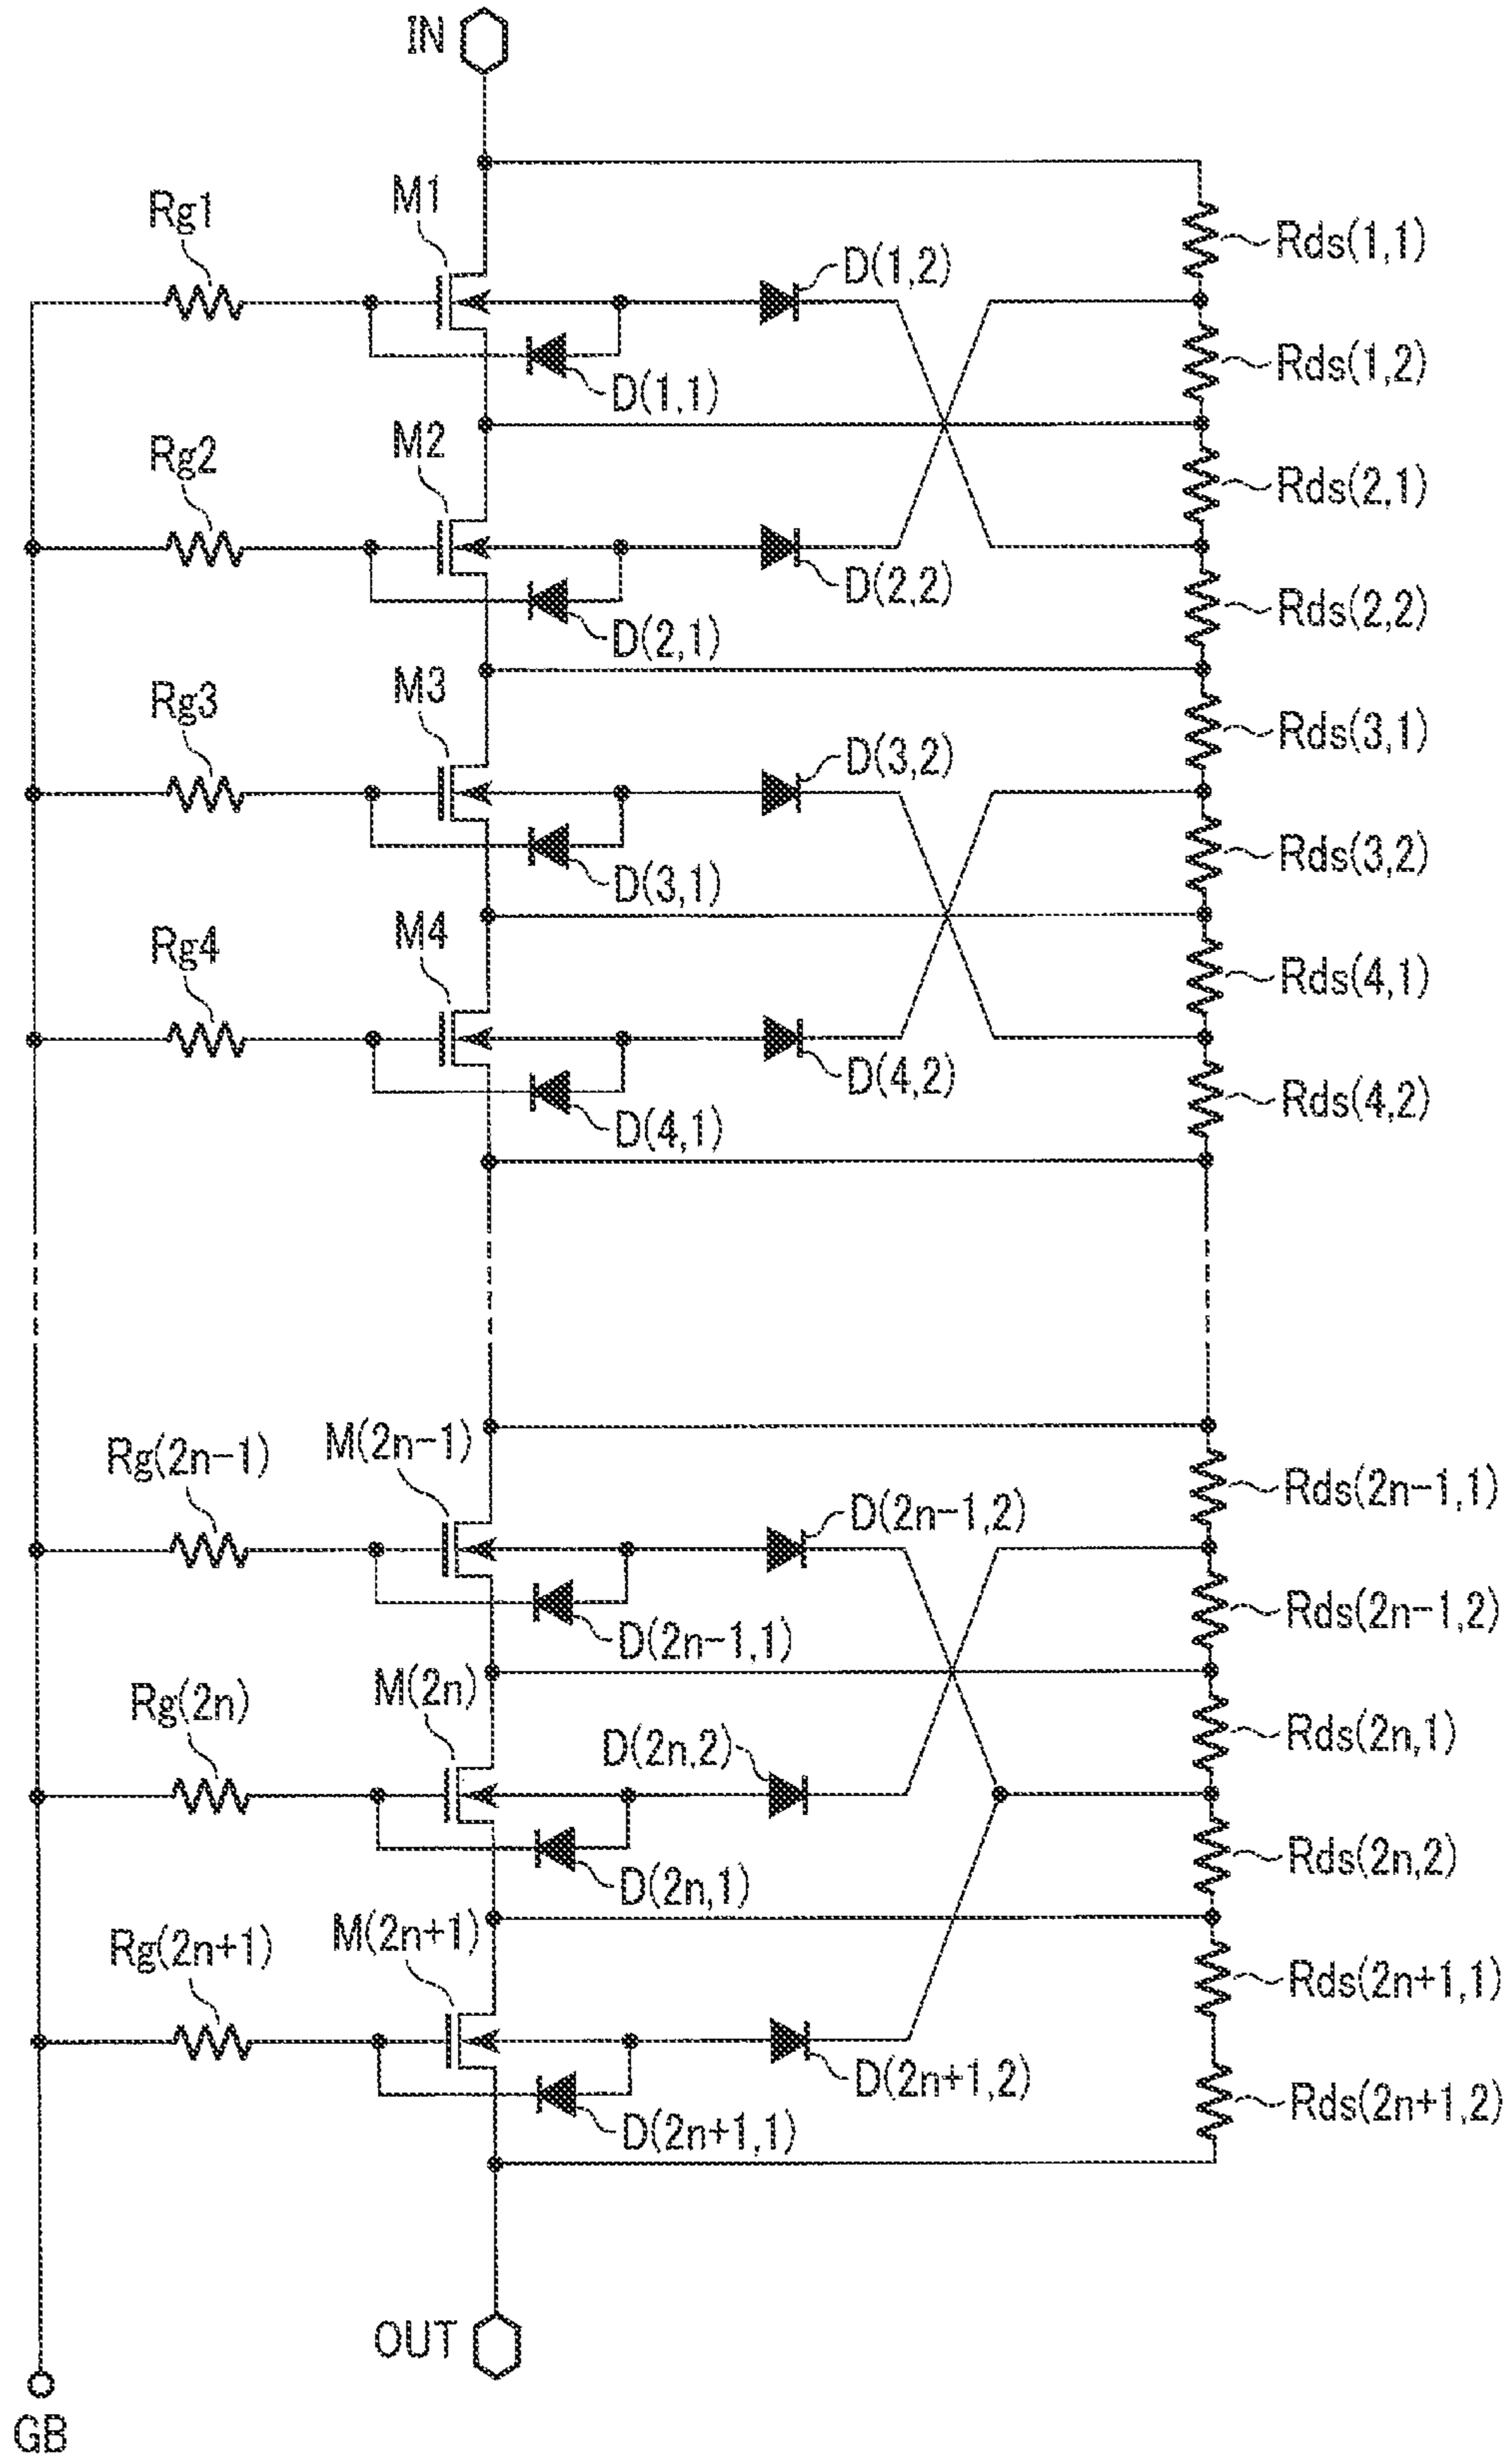 IN
M1
Rg1
Rds(1,1)
D(1,2)
Rds(1,2)
D(1,1)
M2
Rg2
Rds(2,1)
D(2,2)
Rds(2,2)
D(2,1)
M3
Rg3
Rds(3,1)
D(3,2)
Rds(3,2)
D(3,1)
M4
Rg4
Rds(4,1)
D(4,2)
Rds(4,2)
D(4,1)
M(2n-1)
Rg(2n-1)
Rds(2n-1,1)
D(2n-1,2)
Rds(2n-1,2)
D(2n-1,1)
M(2n)
Rg(2n)
D(2n,2)
Rds(2n,1)
Rds(2n,2)
D(2n,1)
M(2n+1)
Rg(2n+1)
Rds(2n+1,1)
D(2n+1,2)
Rds(2n+1,2)
D(2n+1,1)
OUT
GB